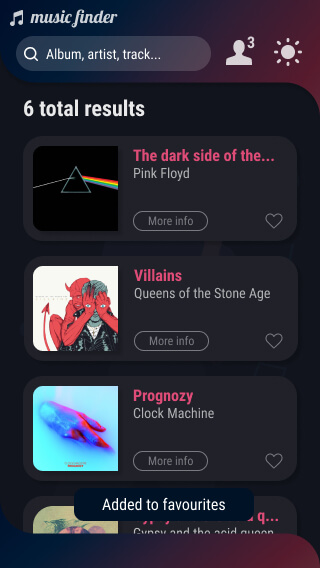 music finder
Album, artist, track...
3
6 total results
The dark side of the...
Pink Floyd
More info
Villains
Queens of the Stone Age
More info
Prognozy
Clock Machine
More info
Added to favourites
Gypsy and the acid queen